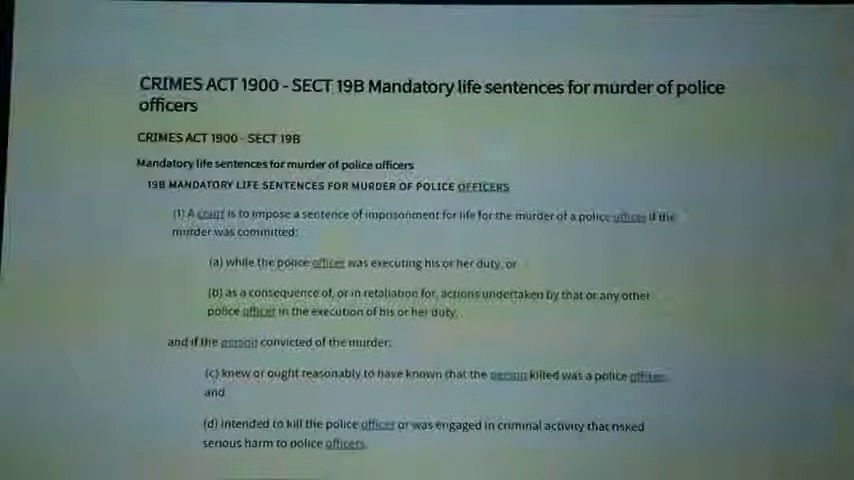 CRIMES ACT 1900 - SECT 19B Mandatory life sentences for murder of police
officers
CRIMES ACT 1900 - SECT 19B
Mandatory life sentences for murder of police officers
19B MANDATORY LIFE SENTENCES FOR MURDER OF POLICE OFFICERS
(1) A court is to impose a sentence of imprisonment for life for the murder of a police officer if the
murder was committed:
(a) while the police officer was executing his or her duty, or
(b) as a consequence of, or in retaliation for, actions undertaken by that or any other
police officer in the execution of his or her duty,
and if the person convicted of the murder:
(c) knew or ought reasonably to have known that the person killed was a police officer,
and
(d) intended to kill the police officer or was engaged in criminal activity that risked
serious harm to police officers.